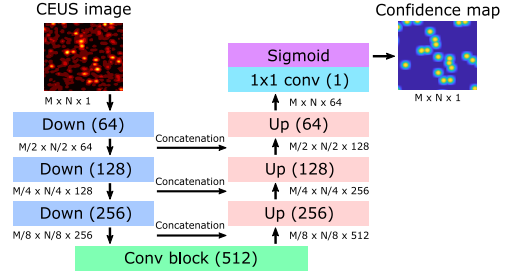 CEUS image
M x N x 1
Down (64)
M/2 x N/2 x 64
Down (128)
M/4 x N/4 x 128
Down (256)
M/8 x N/8 x 256
Conv block (512)
Concatenation
Concatenation
Concatenation
Sigmoid
1x1 conv (1)
M x N x 64
Up (64)
M/2 x N/2 x 128
Up (128)
M/4 x N/4 x 256
Up (256)
M/8 x N/8 x 512
Confidence map
M x N x 1